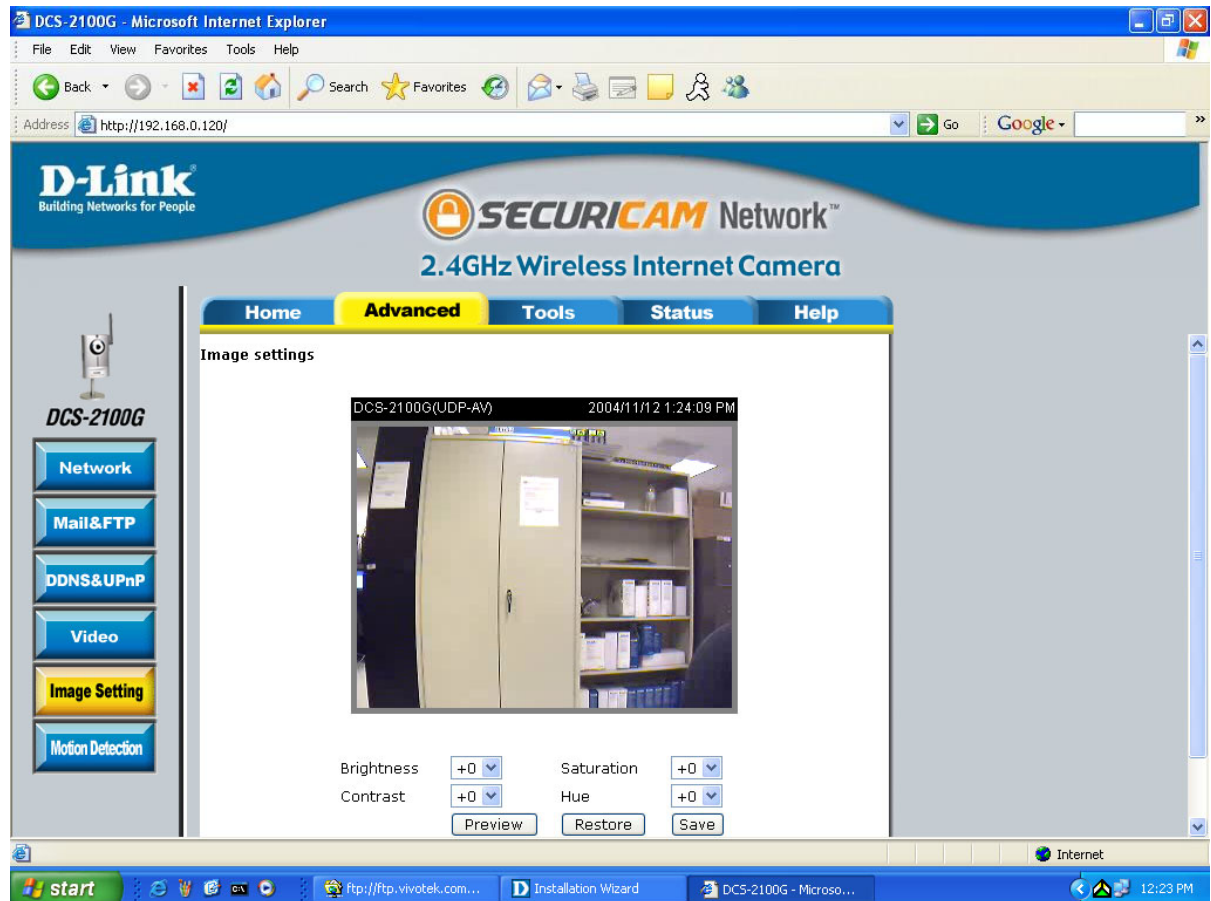 DCS-2100G - Microsoft Internet Explorer
File Edit View Favorites Tools Help
Back Search Favorites
Address http://192.168.0.120/ Go Google
D-Link
Building Networks for People
SECURICAM Network™
2.4GHz Wireless Internet Camera
Home Advanced Tools Status Help
DCS-2100G
Network
Mail&FTP
DDNS&UPnP
Video
Image Setting
Motion Detection
Image settings
DCS-2100G(UDP-AV) 2004/11/12 1:24:09 PM
Brightness +0 Saturation +0
Contrast +0 Hue +0
Preview Restore Save
Internet
start ftp://ftp.vivotek.com... Installation Wizard DCS-2100G - Microso... 12:23 PM